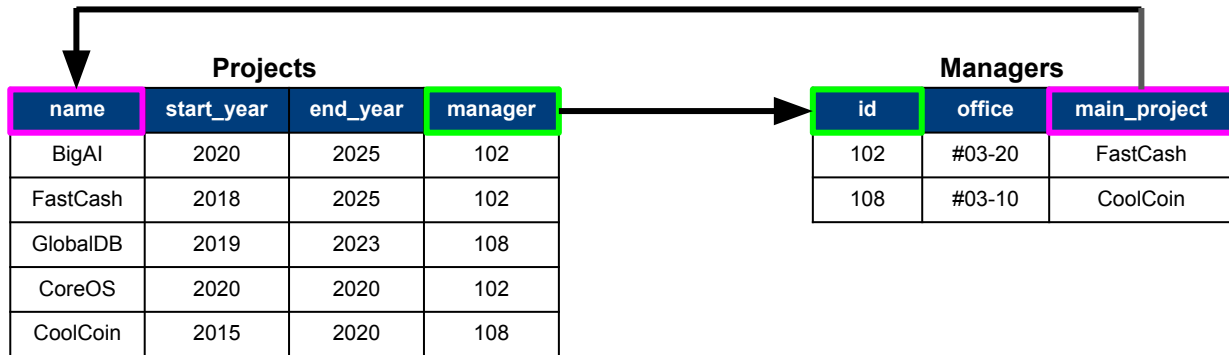 Projects
name start_year end_year manager
BigAI 2020 2025 102
FastCash 2018 2025 102
GlobalDB 2019 2023 108
CoreOS 2020 2020 102
CoolCoin 2015 2020 108
Managers
id office main_project
102 #03-20 FastCash
108 #03-10 CoolCoin